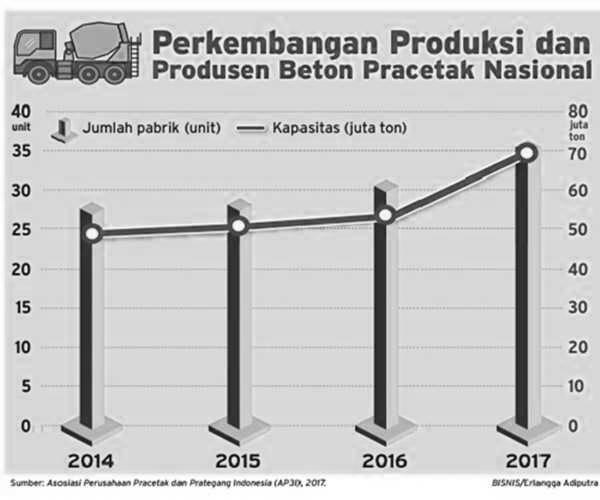 Perkembangan Produksi dan
Produsen Beton Pracetak Nasional
40
unit
80
juta
ton
Jumlah pabrik (unit)
Kapasitas (juta ton)
35
70
30
60
25
50
20
40
15
30
10
20
5
10
0
0
2014
2015
2016
2017
Sumber: Asosiasi Perusahaan Pracetak dan Prategang Indonesia (AP3I), 2017.
BISNIS/Erlangga Adiputra